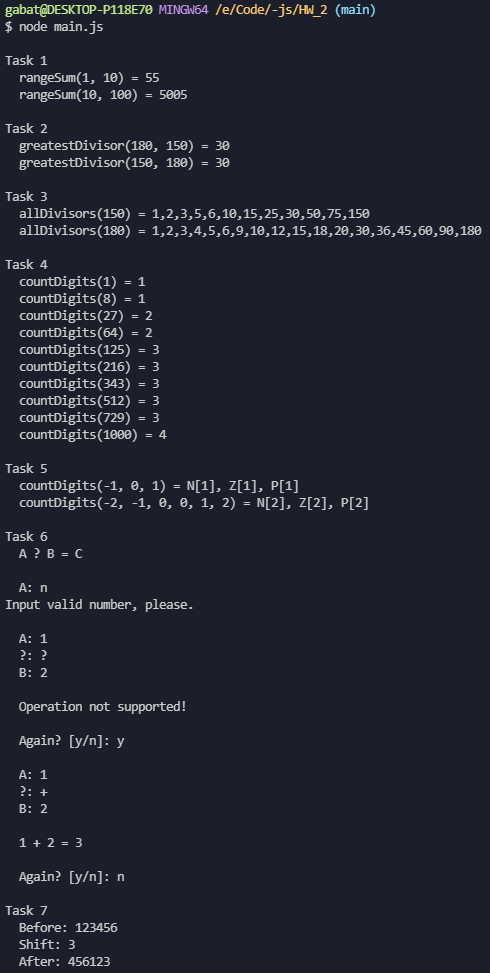 gabat@DESKTOP-P118E70 MINGW64 /e/Code/-js/HW_2 (main)
$ node main.js

Task 1
  rangeSum(1, 10) = 55
  rangeSum(10, 100) = 5005

Task 2
  greatestDivisor(180, 150) = 30
  greatestDivisor(150, 180) = 30

Task 3
  allDivisors(150) = 1,2,3,5,6,10,15,25,30,50,75,150
  allDivisors(180) = 1,2,3,4,5,6,9,10,12,15,18,20,30,36,45,60,90,180

Task 4
  countDigits(1) = 1
  countDigits(8) = 1
  countDigits(27) = 2
  countDigits(64) = 2
  countDigits(125) = 3
  countDigits(216) = 3
  countDigits(343) = 3
  countDigits(512) = 3
  countDigits(729) = 3
  countDigits(1000) = 4

Task 5
  countDigits(-1, 0, 1) = N[1], Z[1], P[1]
  countDigits(-2, -1, 0, 0, 1, 2) = N[2], Z[2], P[2]

Task 6
  A ? B = C

  A: n
Input valid number, please.

  A: 1
  ?: ?
  B: 2

  Operation not supported!

  Again? [y/n]: y

  A: 1
  ?: +
  B: 2

  1 + 2 = 3

  Again? [y/n]: n

Task 7
  Before: 123456
  Shift: 3
  After: 456123